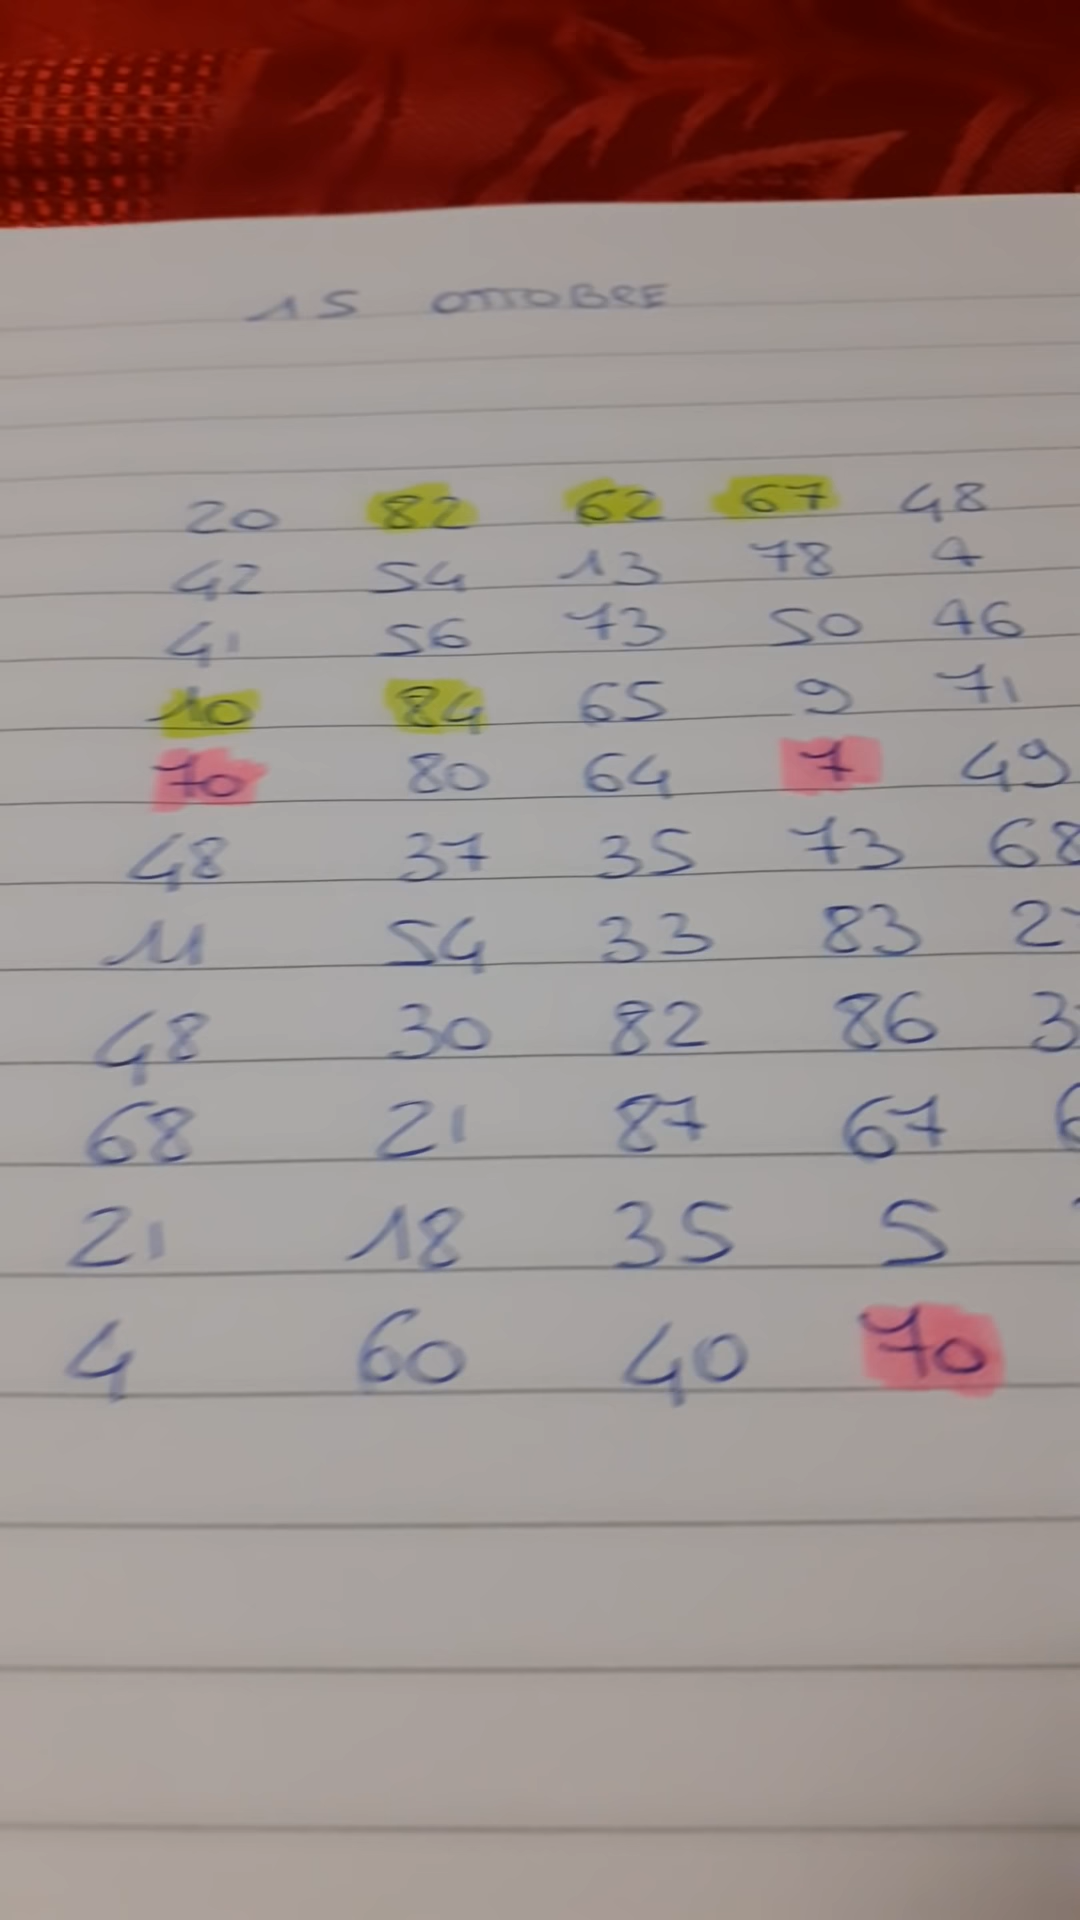 15 OTTOBRE
20 82 62 67 48
42 54 13 78 4
41 56 73 50 46
10 84 65 9 71
70 80 64 7 49
48 37 35 73 68
11 54 33 83
48 30 82 86
68 21 87 67
21 18 35 5
4 60 40 70